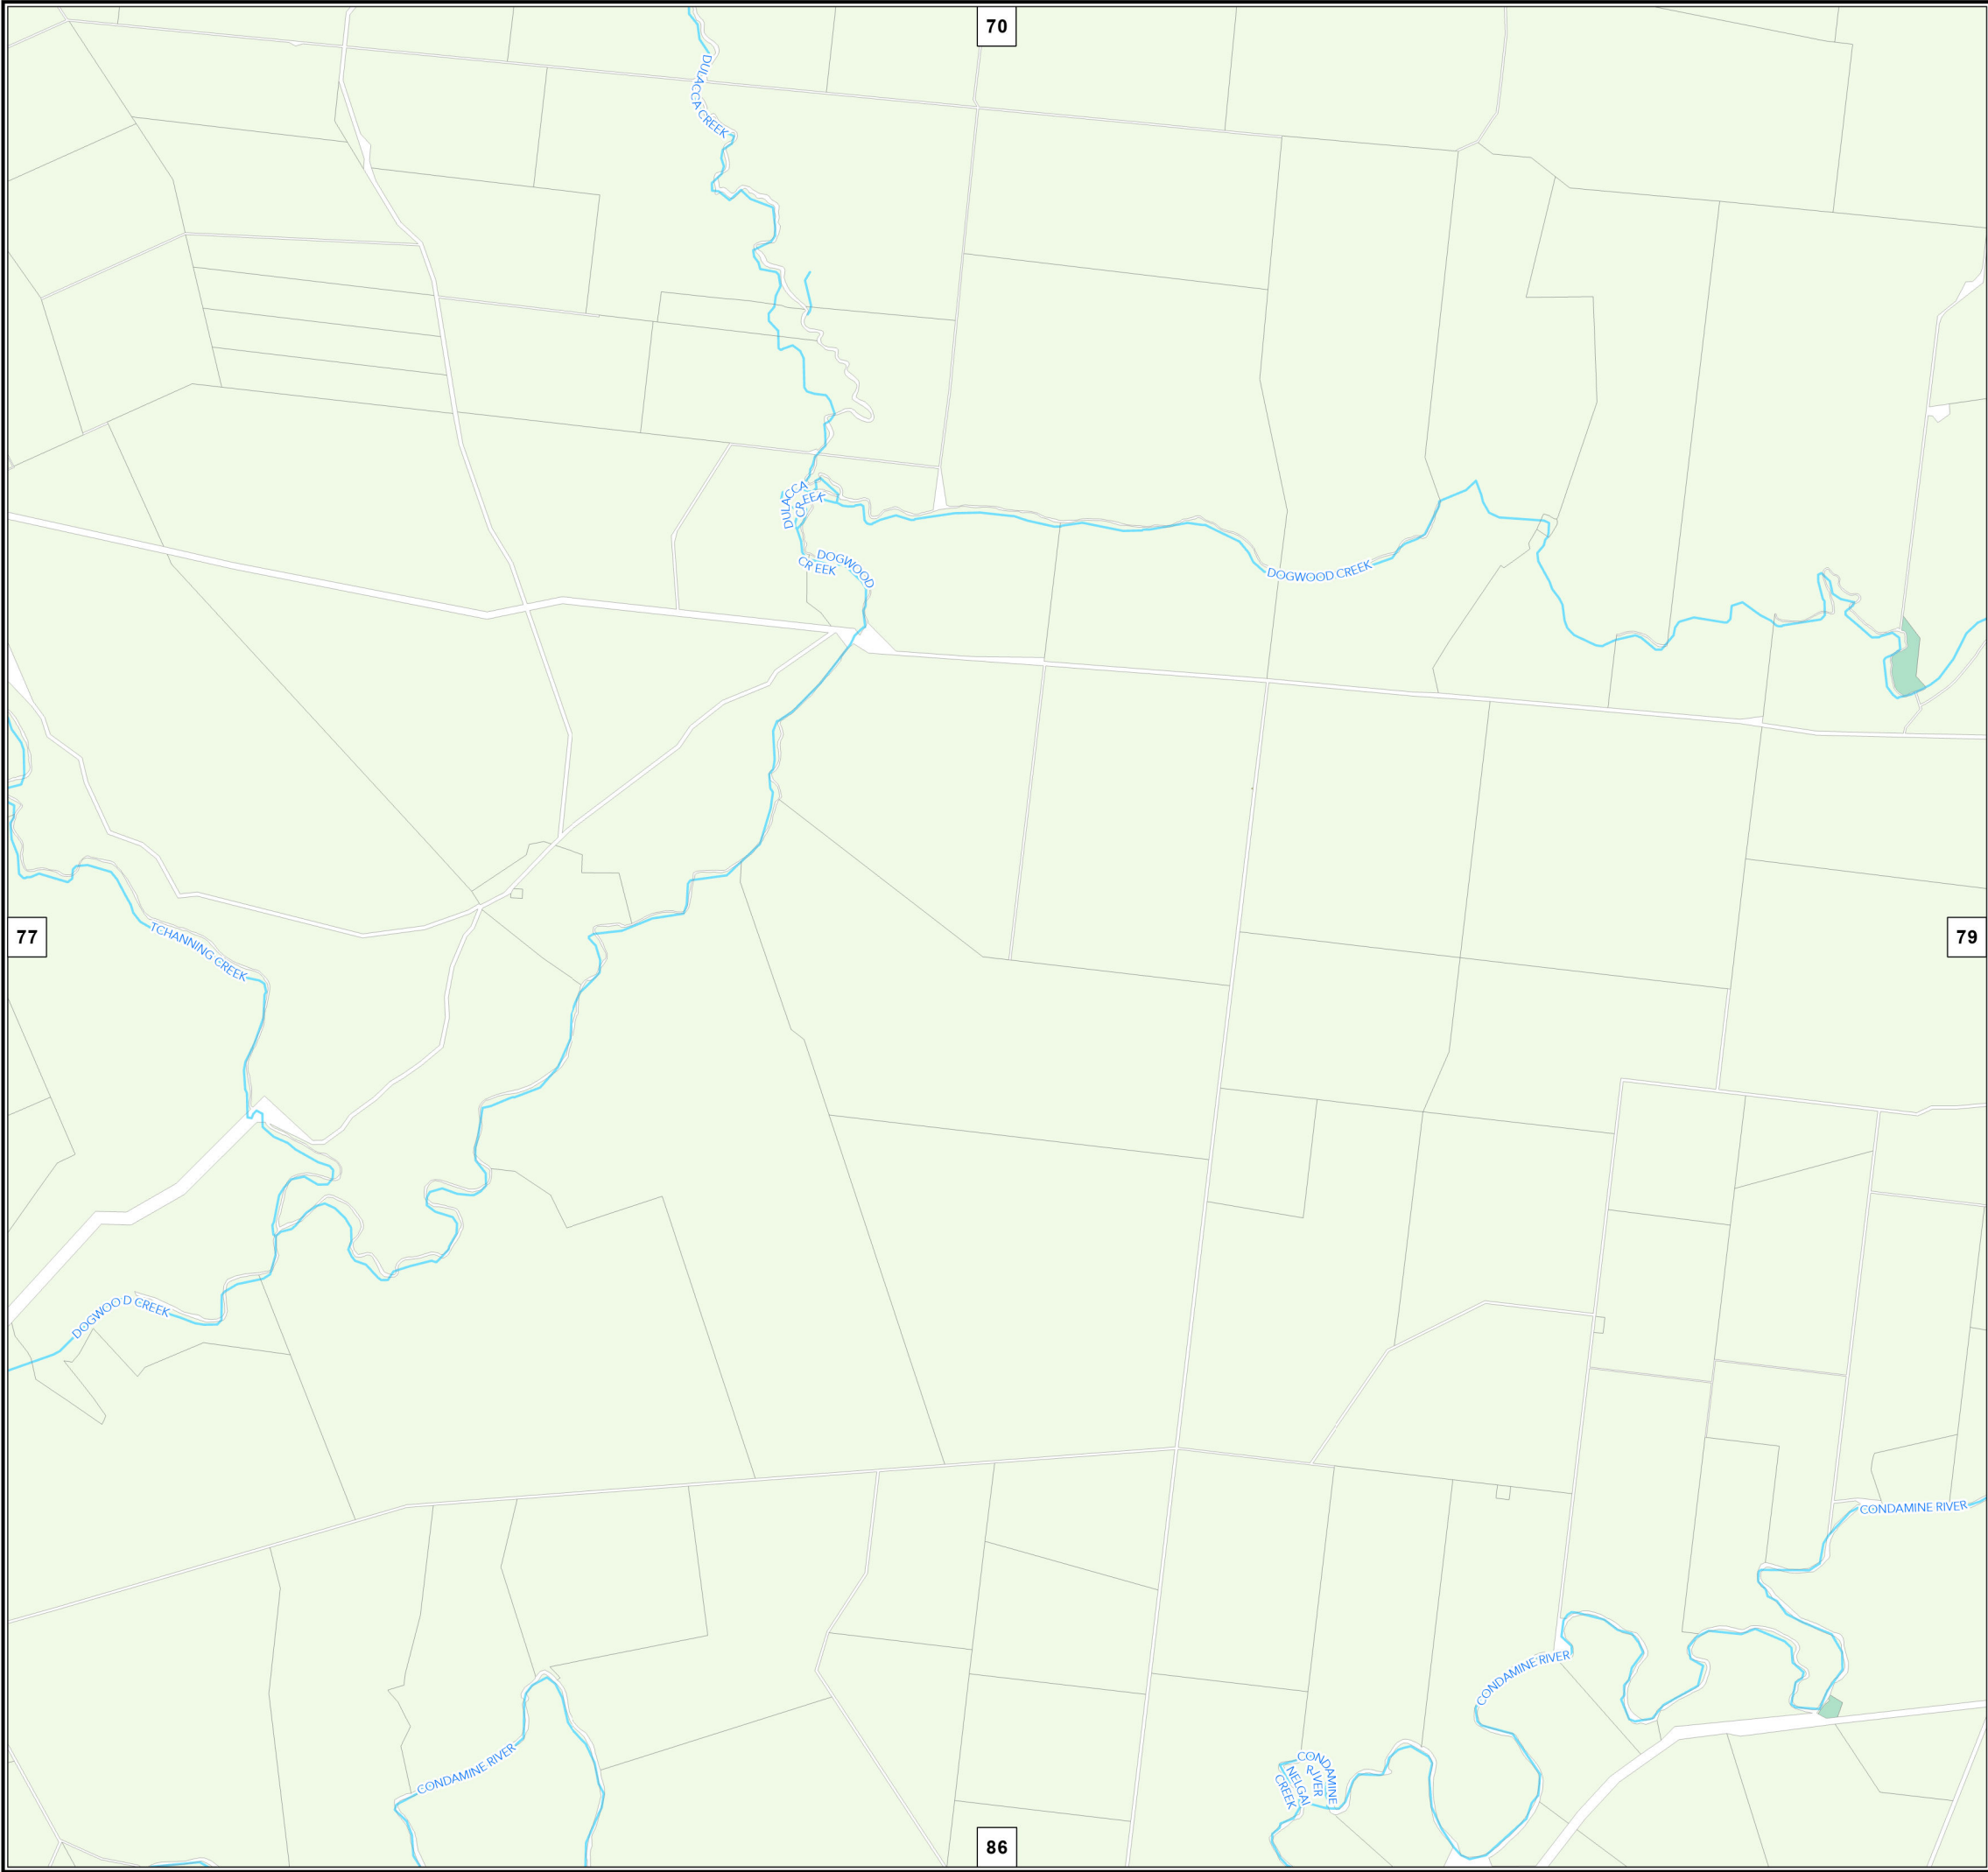 70
DULACCA CREEK
DULACCA
CREEK
DOGWOOD
CREEK
DOGWOOD CREEK
77
79
TCHANNING CREEK
DOGWOOD CREEK
CONDAMINE RIVER
CONDAMINE RIVER
CONDAMINE RIVER
CONDAMINE
RIVER
NELGAI
CREEK
86